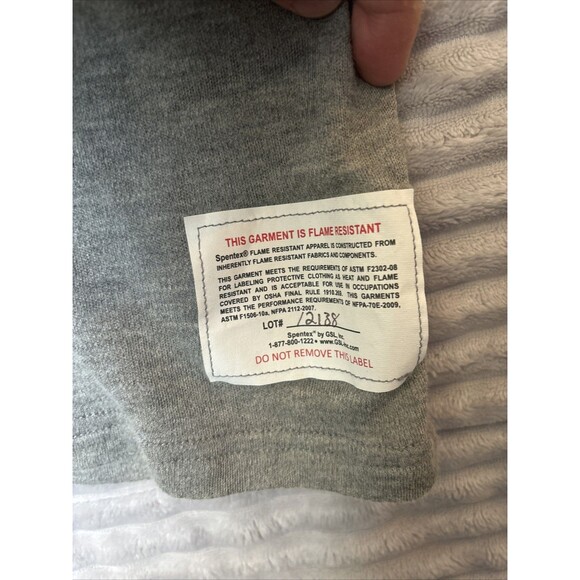 THIS GARMENT IS FLAME RESISTANT
Spentex® FLAME RESISTANT APPAREL IS CONSTRUCTED FROM
INHERENTLY FLAME RESISTANT FABRICS AND COMPONENTS.
THIS GARMENT MEETS THE REQUIREMENTS OF ASTM F2302-08
FOR LABELING PROTECTIVE CLOTHING AS HEAT AND FLAME
RESISTANT AND IS ACCEPTABLE FOR USE IN OCCUPATIONS
COVERED BY OSHA FINAL RULE 1910.269. THIS GARMENTS
MEETS THE PERFORMANCE REQUIREMENTS OF NFPA-70E-2009,
ASTM F1506-10a, NFPA 2112-2007.
LOT# 12138
Spentex® by GSL, Inc.
1-877-800-1222 • www.GSL-inc.com
DO NOT REMOVE THIS LABEL